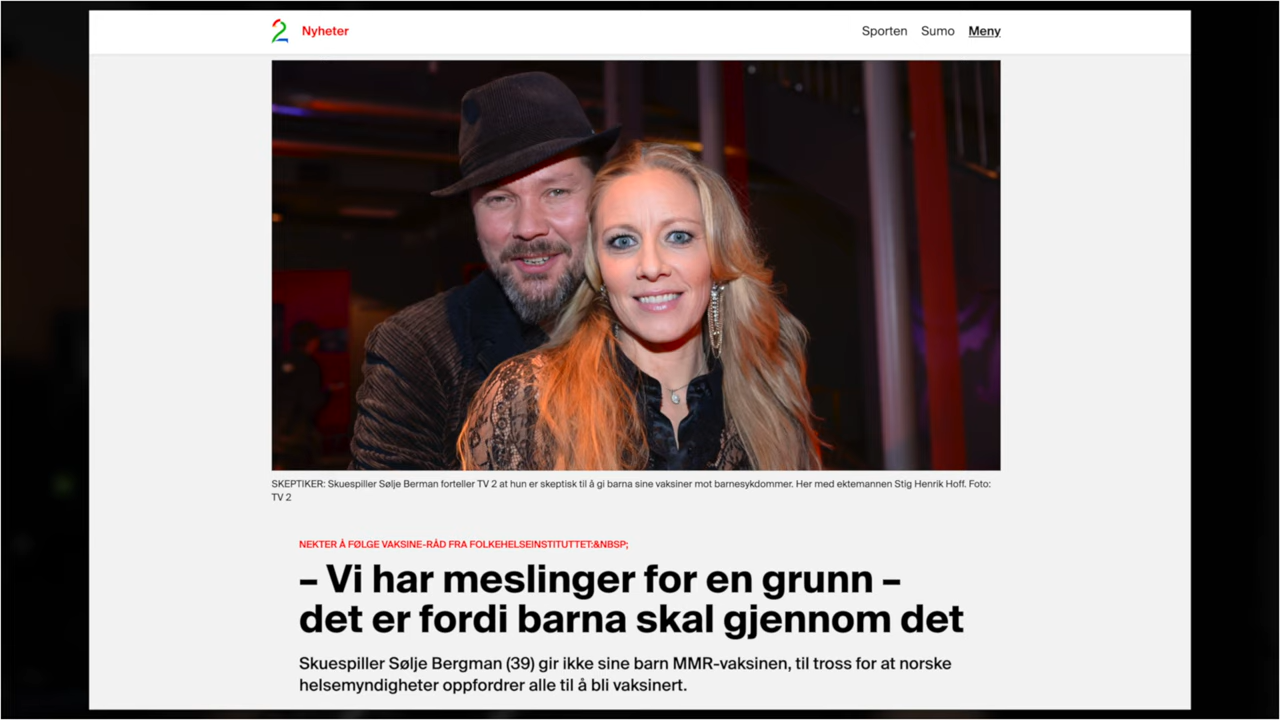 2 Nyheter Sporten Sumo Meny
SKEPTIKER: Skuespiller Sølje Berman forteller TV 2 at hun er skeptisk til å gi barna sine vaksiner mot barnesykdommer. Her med ektemannen Stig Henrik Hoff. Foto:
TV 2
NEKTER Å FØLGE VAKSINE-RÅD FRA FOLKEHELSEINSTITUTTET:&NBSP;
– Vi har meslinger for en grunn –
det er fordi barna skal gjennom det
Skuespiller Sølje Bergman (39) gir ikke sine barn MMR-vaksinen, til tross for at norske
helsemyndigheter oppfordrer alle til å bli vaksinert.